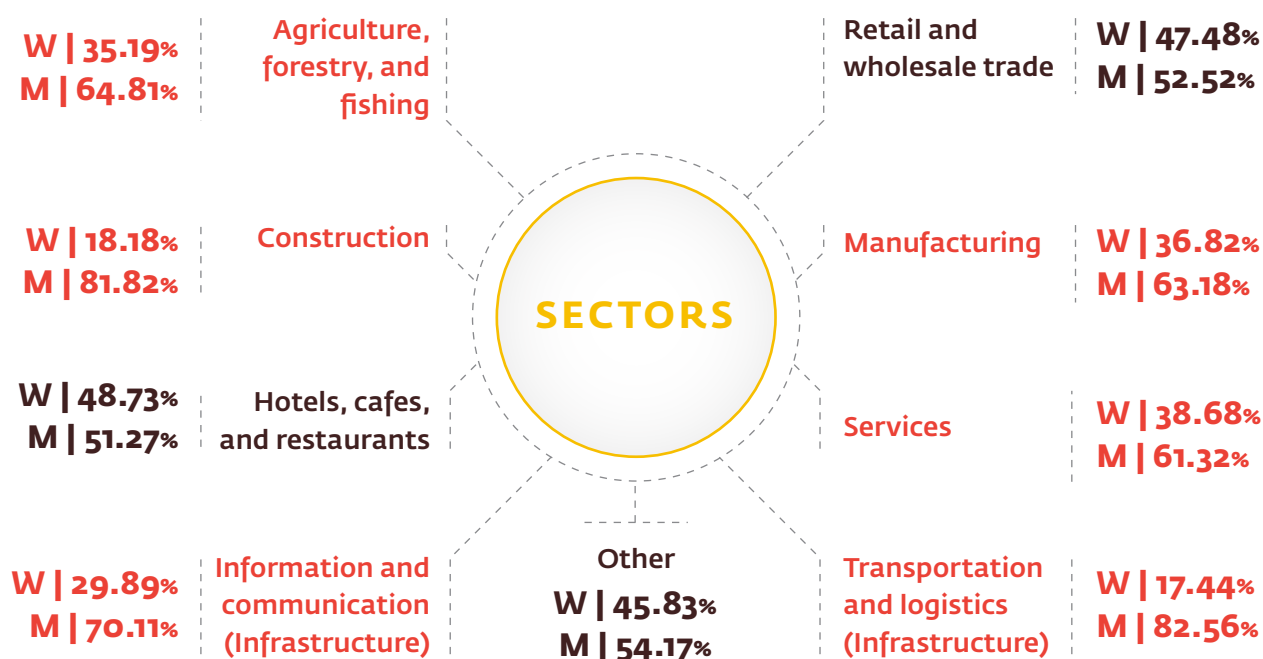 W | 35.19%
M | 64.81%
Agriculture,
forestry, and
fishing
Retail and
wholesale trade
W | 47.48%
M | 52.52%
W | 18.18%
M | 81.82%
Construction
Manufacturing
W | 36.82%
M | 63.18%
SECTORS
W | 48.73%
M | 51.27%
Hotels, cafes,
and restaurants
Services
W | 38.68%
M | 61.32%
W | 29.89%
M | 70.11%
Information and
communication
(Infrastructure)
Other
W | 45.83%
M | 54.17%
Transportation
and logistics
(Infrastructure)
W | 17.44%
M | 82.56%